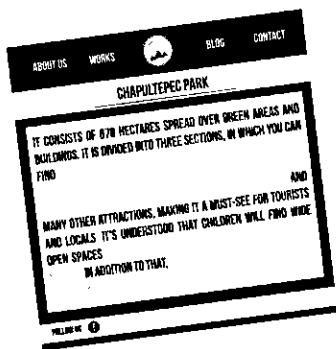 ABOUT US WORKS BLOG CONTACT
CHAPULTEPEC PARK
IT CONSISTS OF 678 HECTARES SPREAD OVER GREEN AREAS AND
BUILDINGS. IT IS DIVIDED INTO THREE SECTIONS, IN WHICH YOU CAN
FIND
AND
MANY OTHER ATTRACTIONS, MAKING IT A MUST-SEE FOR TOURISTS
AND LOCALS. IT'S UNDERSTOOD THAT CHILDREN WILL FIND WIDE
OPEN SPACES
IN ADDITION TO THAT,
FOLLOW ME